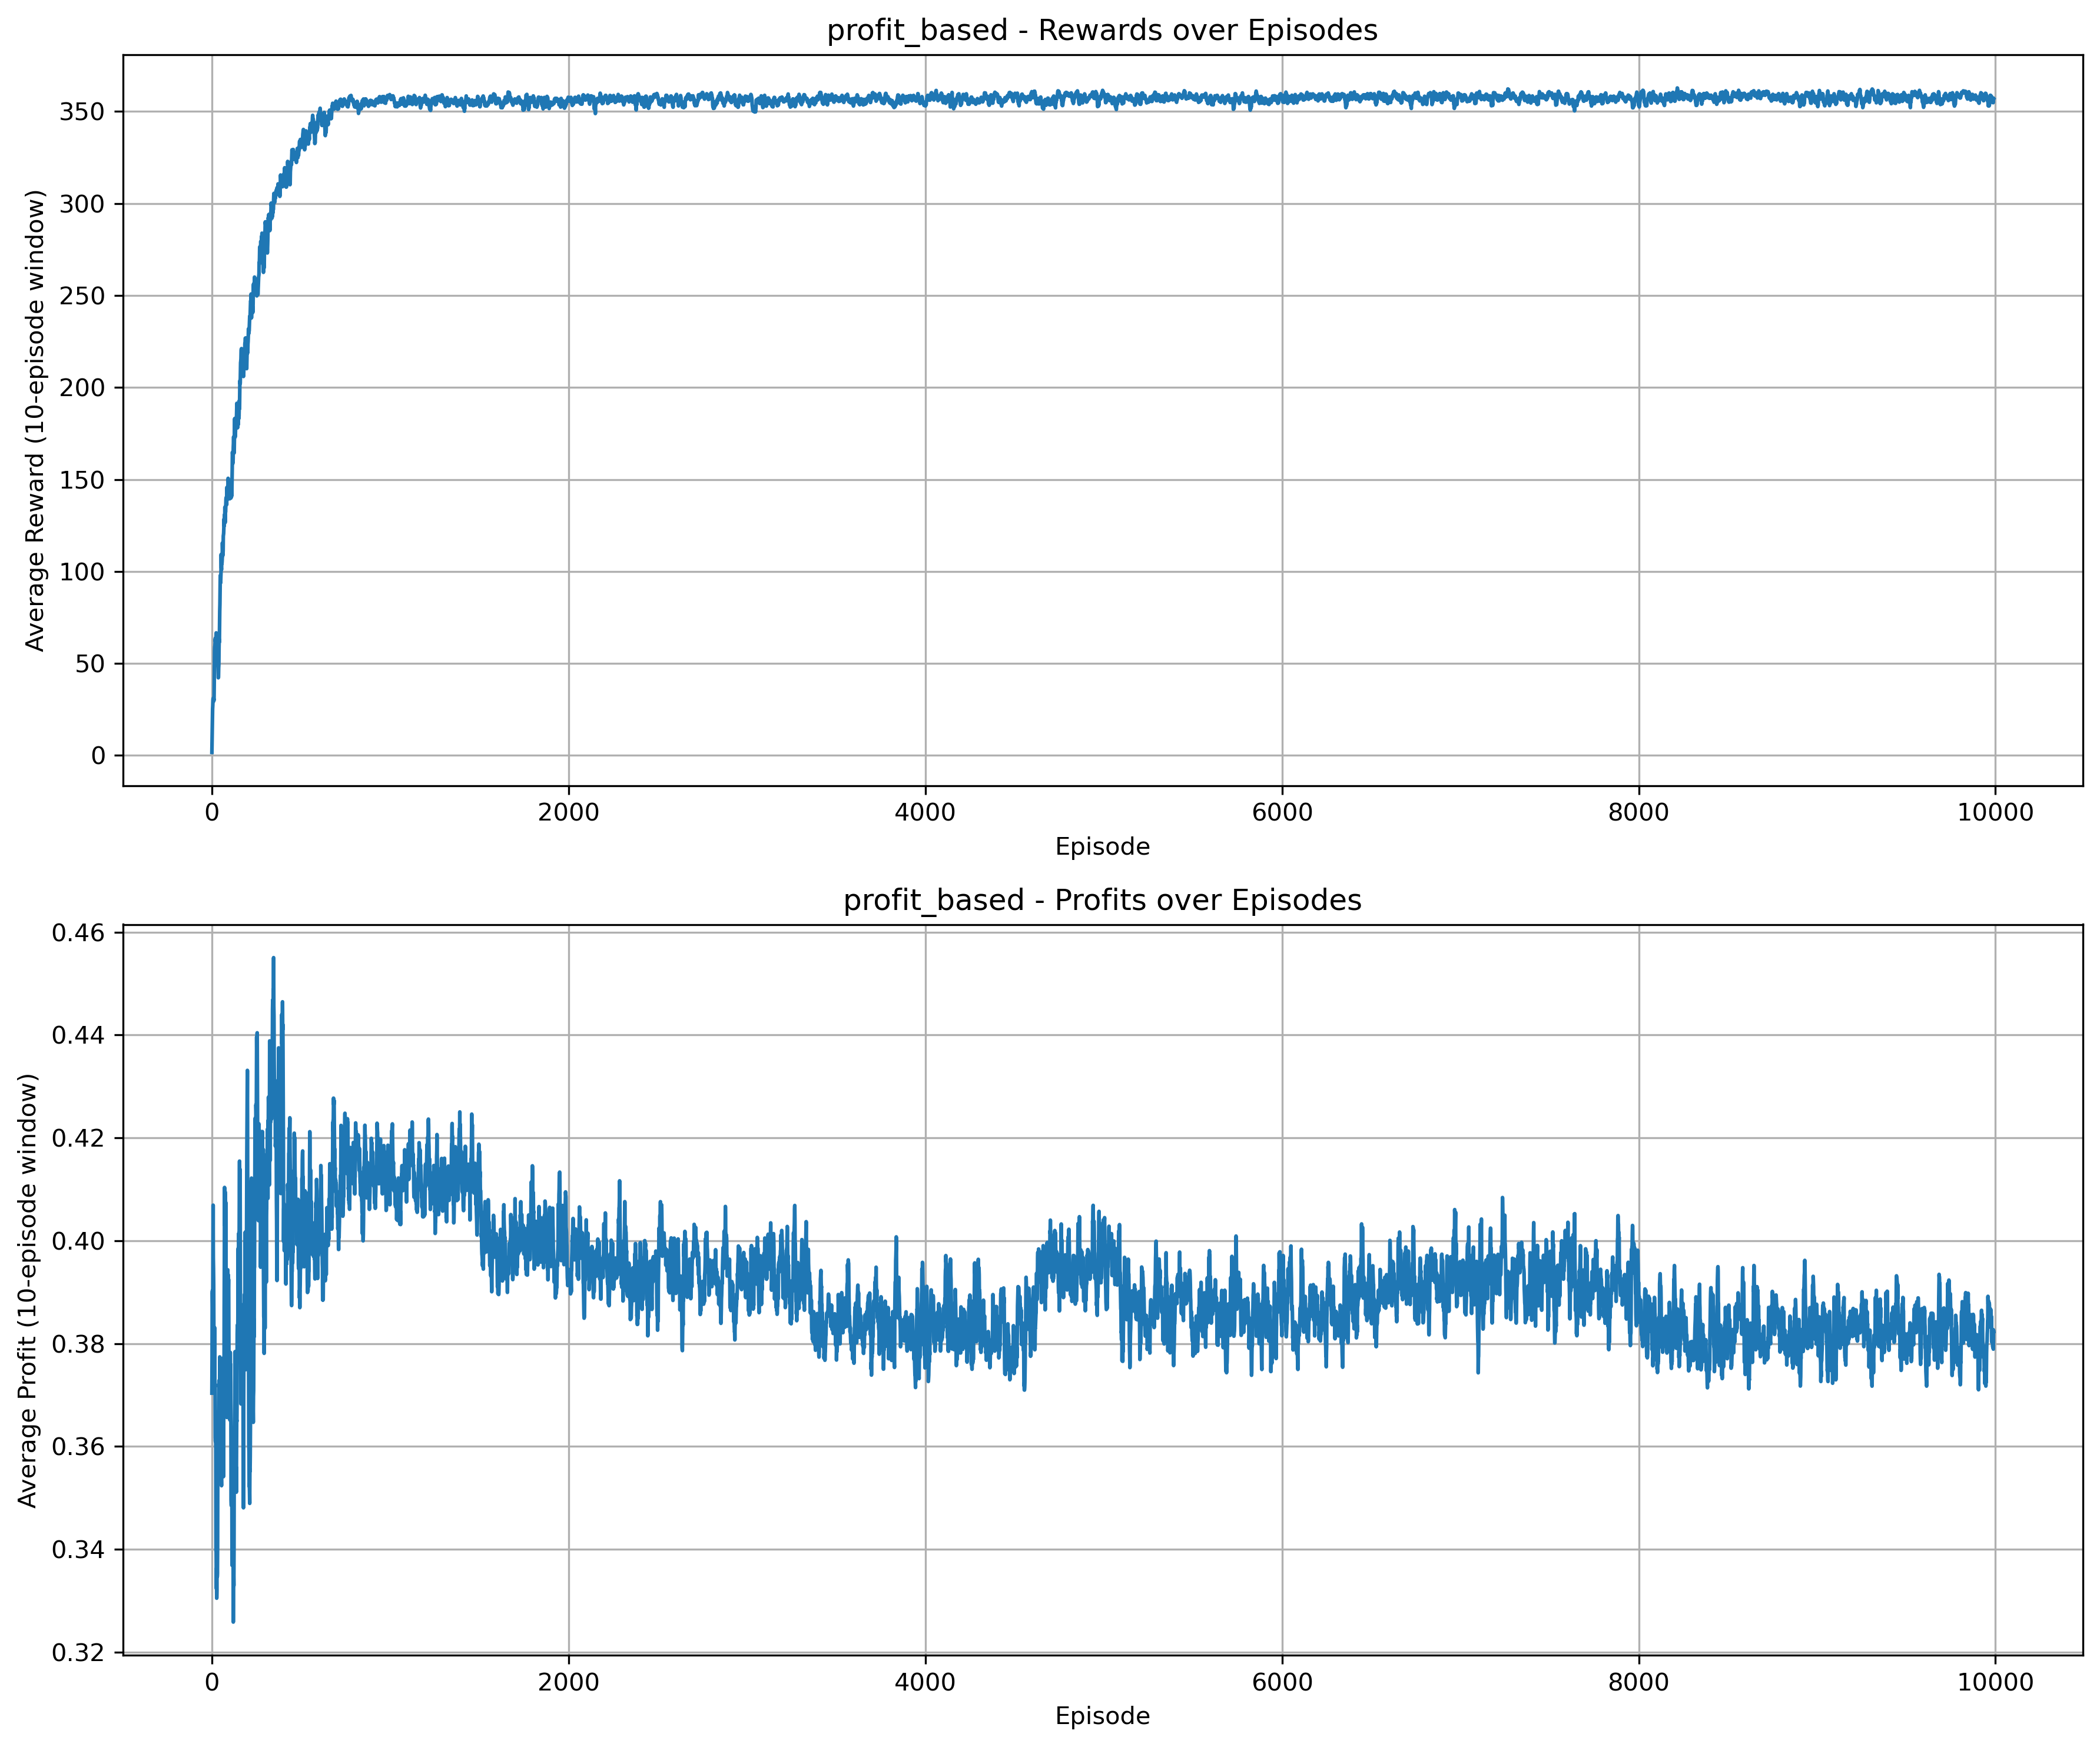 profit_based - Rewards over Episodes
Average Reward (10-episode window)
350
300
250
200
150
100
50
0
0 2000 4000 6000 8000 10000
Episode
profit_based - Profits over Episodes
Average Profit (10-episode window)
0.46
0.44
0.42
0.40
0.38
0.36
0.34
0.32
0 2000 4000 6000 8000 10000
Episode